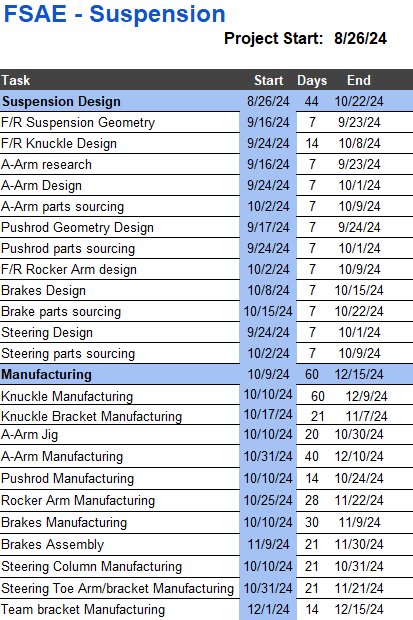 FSAE - Suspension
Project Start: 8/26/24
Task Start Days End
Suspension Design 8/26/24 44 10/22/24
F/R Suspension Geometry 9/16/24 7 9/23/24
F/R Knuckle Design 9/24/24 14 10/8/24
A-Arm research 9/16/24 7 9/23/24
A-Arm Design 9/24/24 7 10/1/24
A-Arm parts sourcing 10/2/24 7 10/9/24
Pushrod Geometry Design 9/17/24 7 9/24/24
Pushrod parts sourcing 9/24/24 7 10/1/24
F/R Rocker Arm design 10/2/24 7 10/9/24
Brakes Design 10/8/24 7 10/15/24
Brake parts sourcing 10/15/24 7 10/22/24
Steering Design 9/24/24 7 10/1/24
Steering parts sourcing 10/2/24 7 10/9/24
Manufacturing 10/9/24 60 12/15/24
Knuckle Manufacturing 10/10/24 60 12/9/24
Knuckle Bracket Manufacturing 10/17/24 21 11/7/24
A-Arm Jig 10/10/24 20 10/30/24
A-Arm Manufacturing 10/31/24 40 12/10/24
Pushrod Manufacturing 10/10/24 14 10/24/24
Rocker Arm Manufacturing 10/25/24 28 11/22/24
Brakes Manufacturing 10/10/24 30 11/9/24
Brakes Assembly 11/9/24 21 11/30/24
Steering Column Manufacturing 10/10/24 21 10/31/24
Steering Toe Arm/bracket Manufacturing 10/31/24 21 11/21/24
Team bracket Manufacturing 12/1/24 14 12/15/24